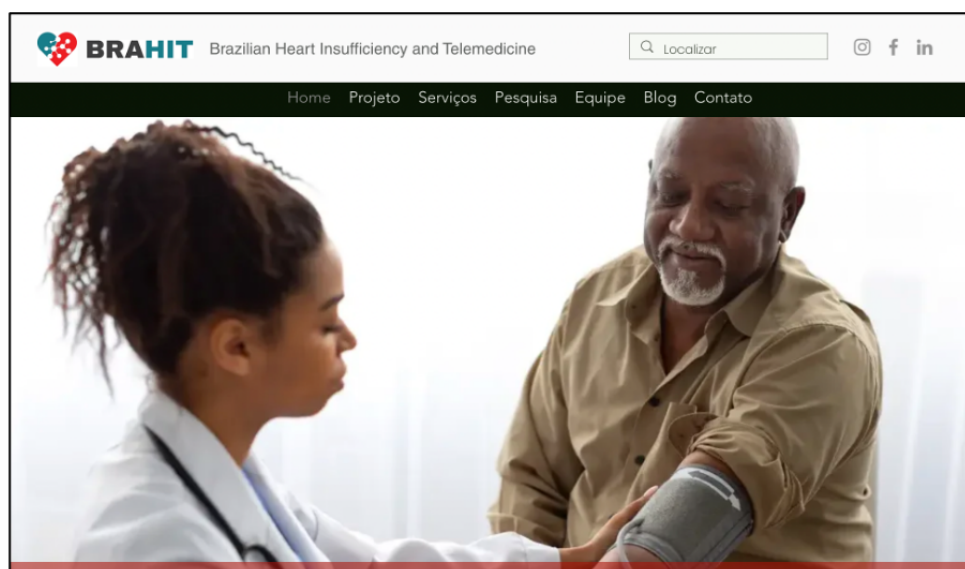 BRAHIT Brazilian Heart Insufficiency and Telemedicine Localizar
Home Projeto Serviços Pesquisa Equipe Blog Contato